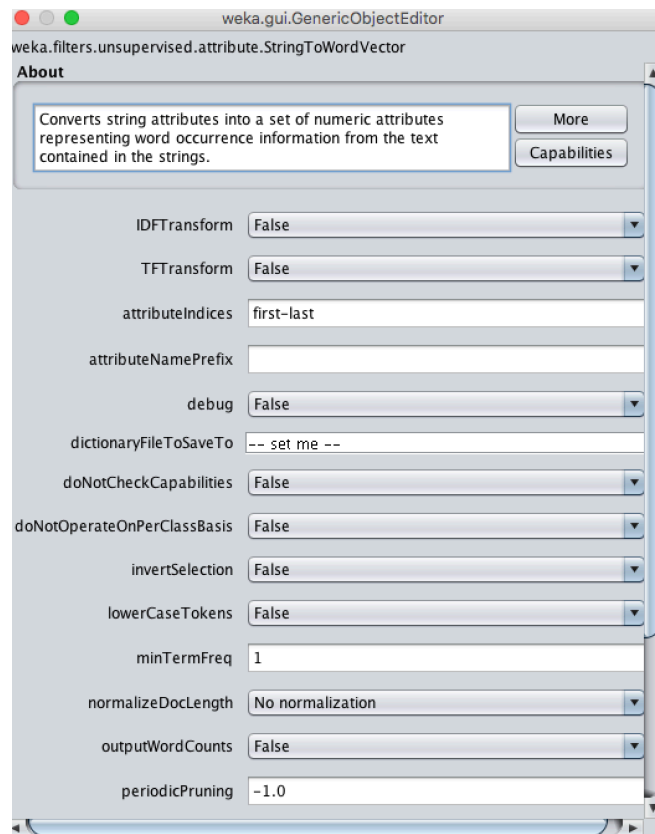 weka.gui.GenericObjectEditor
weka.filters.unsupervised.attribute.StringToWordVector
About
Converts string attributes into a set of numeric attributes
representing word occurrence information from the text
contained in the strings.
More
Capabilities
IDFTransform False
TFTransform False
attributeIndices first-last
attributeNamePrefix
debug False
dictionaryFileToSaveTo -- set me --
doNotCheckCapabilities False
doNotOperateOnPerClassBasis False
invertSelection False
lowerCaseTokens False
minTermFreq 1
normalizeDocLength No normalization
outputWordCounts False
periodicPruning -1.0